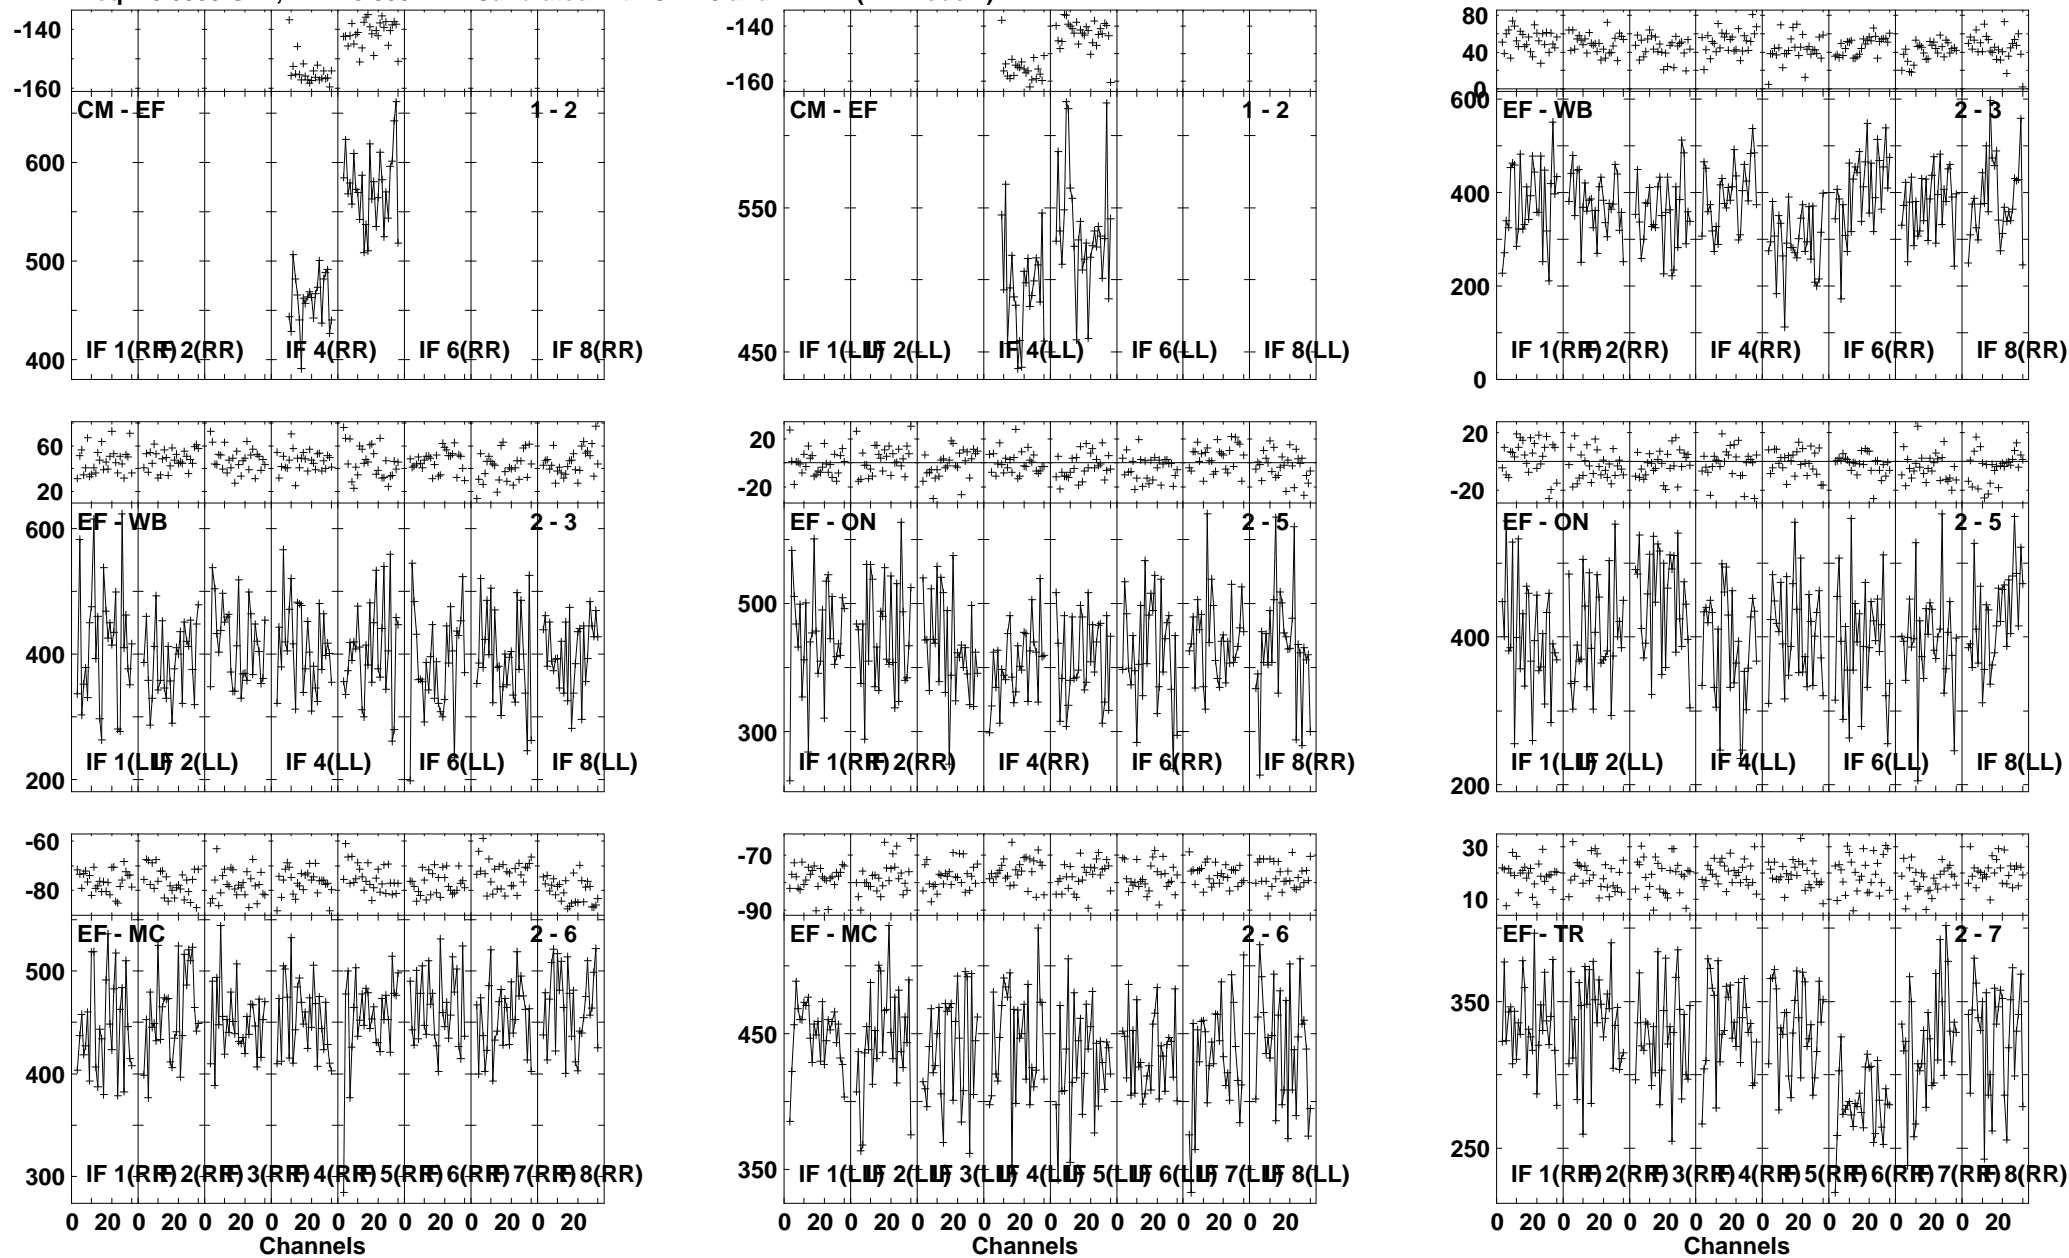 -140
-160
CM - EF 1 - 2
600
500
400
IF 1(RR) IF 2(RR) IF 4(RR) IF 6(RR) IF 8(RR)
-140
-160
CM - EF 1 - 2
550
450
IF 1(LL) IF 2(LL) IF 4(LL) IF 6(LL) IF 8(LL)
80
40
0
EF - WB 2 - 3
600
400
200
0
IF 1(RR) IF 2(RR) IF 4(RR) IF 6(RR) IF 8(RR)
60
20
EF - WB 2 - 3
600
400
200
IF 1(LL) IF 2(LL) IF 4(LL) IF 6(LL) IF 8(LL)
20
-20
EF - ON 2 - 5
500
300
IF 1(RR) IF 2(RR) IF 4(RR) IF 6(RR) IF 8(RR)
20
-20
EF - ON 2 - 5
400
200
IF 1(LL) IF 2(LL) IF 4(LL) IF 6(LL) IF 8(LL)
-60
-80
EF - MC 2 - 6
500
400
300
IF 1(RR) IF 2(RR) IF 3(RR) IF 4(RR) IF 5(RR) IF 6(RR) IF 7(RR) IF 8(RR)
0 20 0 20 0 20 0 20 0 20 0 20 0 20 0 20
Channels
-70
-90
EF - MC 2 - 6
450
350
IF 1(LL) IF 2(LL) IF 3(LL) IF 4(LL) IF 5(LL) IF 6(LL) IF 7(LL) IF 8(LL)
0 20 0 20 0 20 0 20 0 20 0 20 0 20 0 20
Channels
30
10
EF - TR 2 - 7
350
250
IF 1(RR) IF 2(RR) IF 3(RR) IF 4(RR) IF 5(RR) IF 6(RR) IF 7(RR) IF 8(RR)
0 20 0 20 0 20 0 20 0 20 0 20 0 20 0 20
Channels